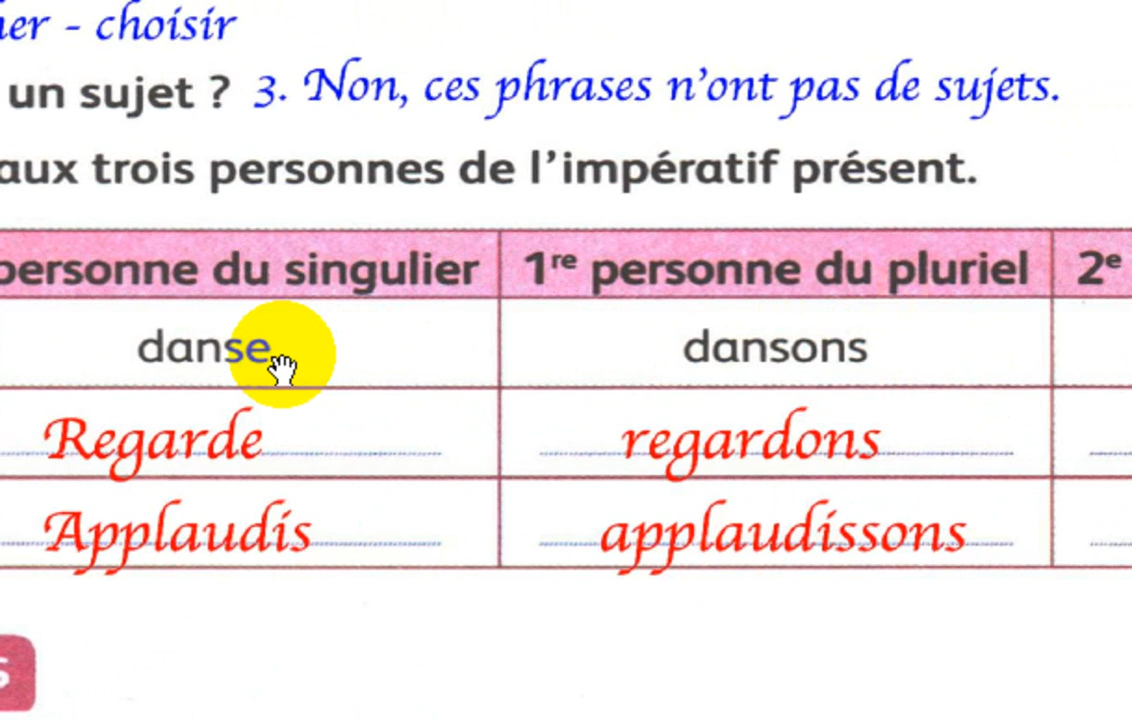 er - choisir
un sujet ? 3. Non, ces phrases n'ont pas de sujets.
aux trois personnes de l'impératif présent.
personne du singulier 1re personne du pluriel 2e
danse dansons
Regarde regardons
Applaudis applaudissons
s